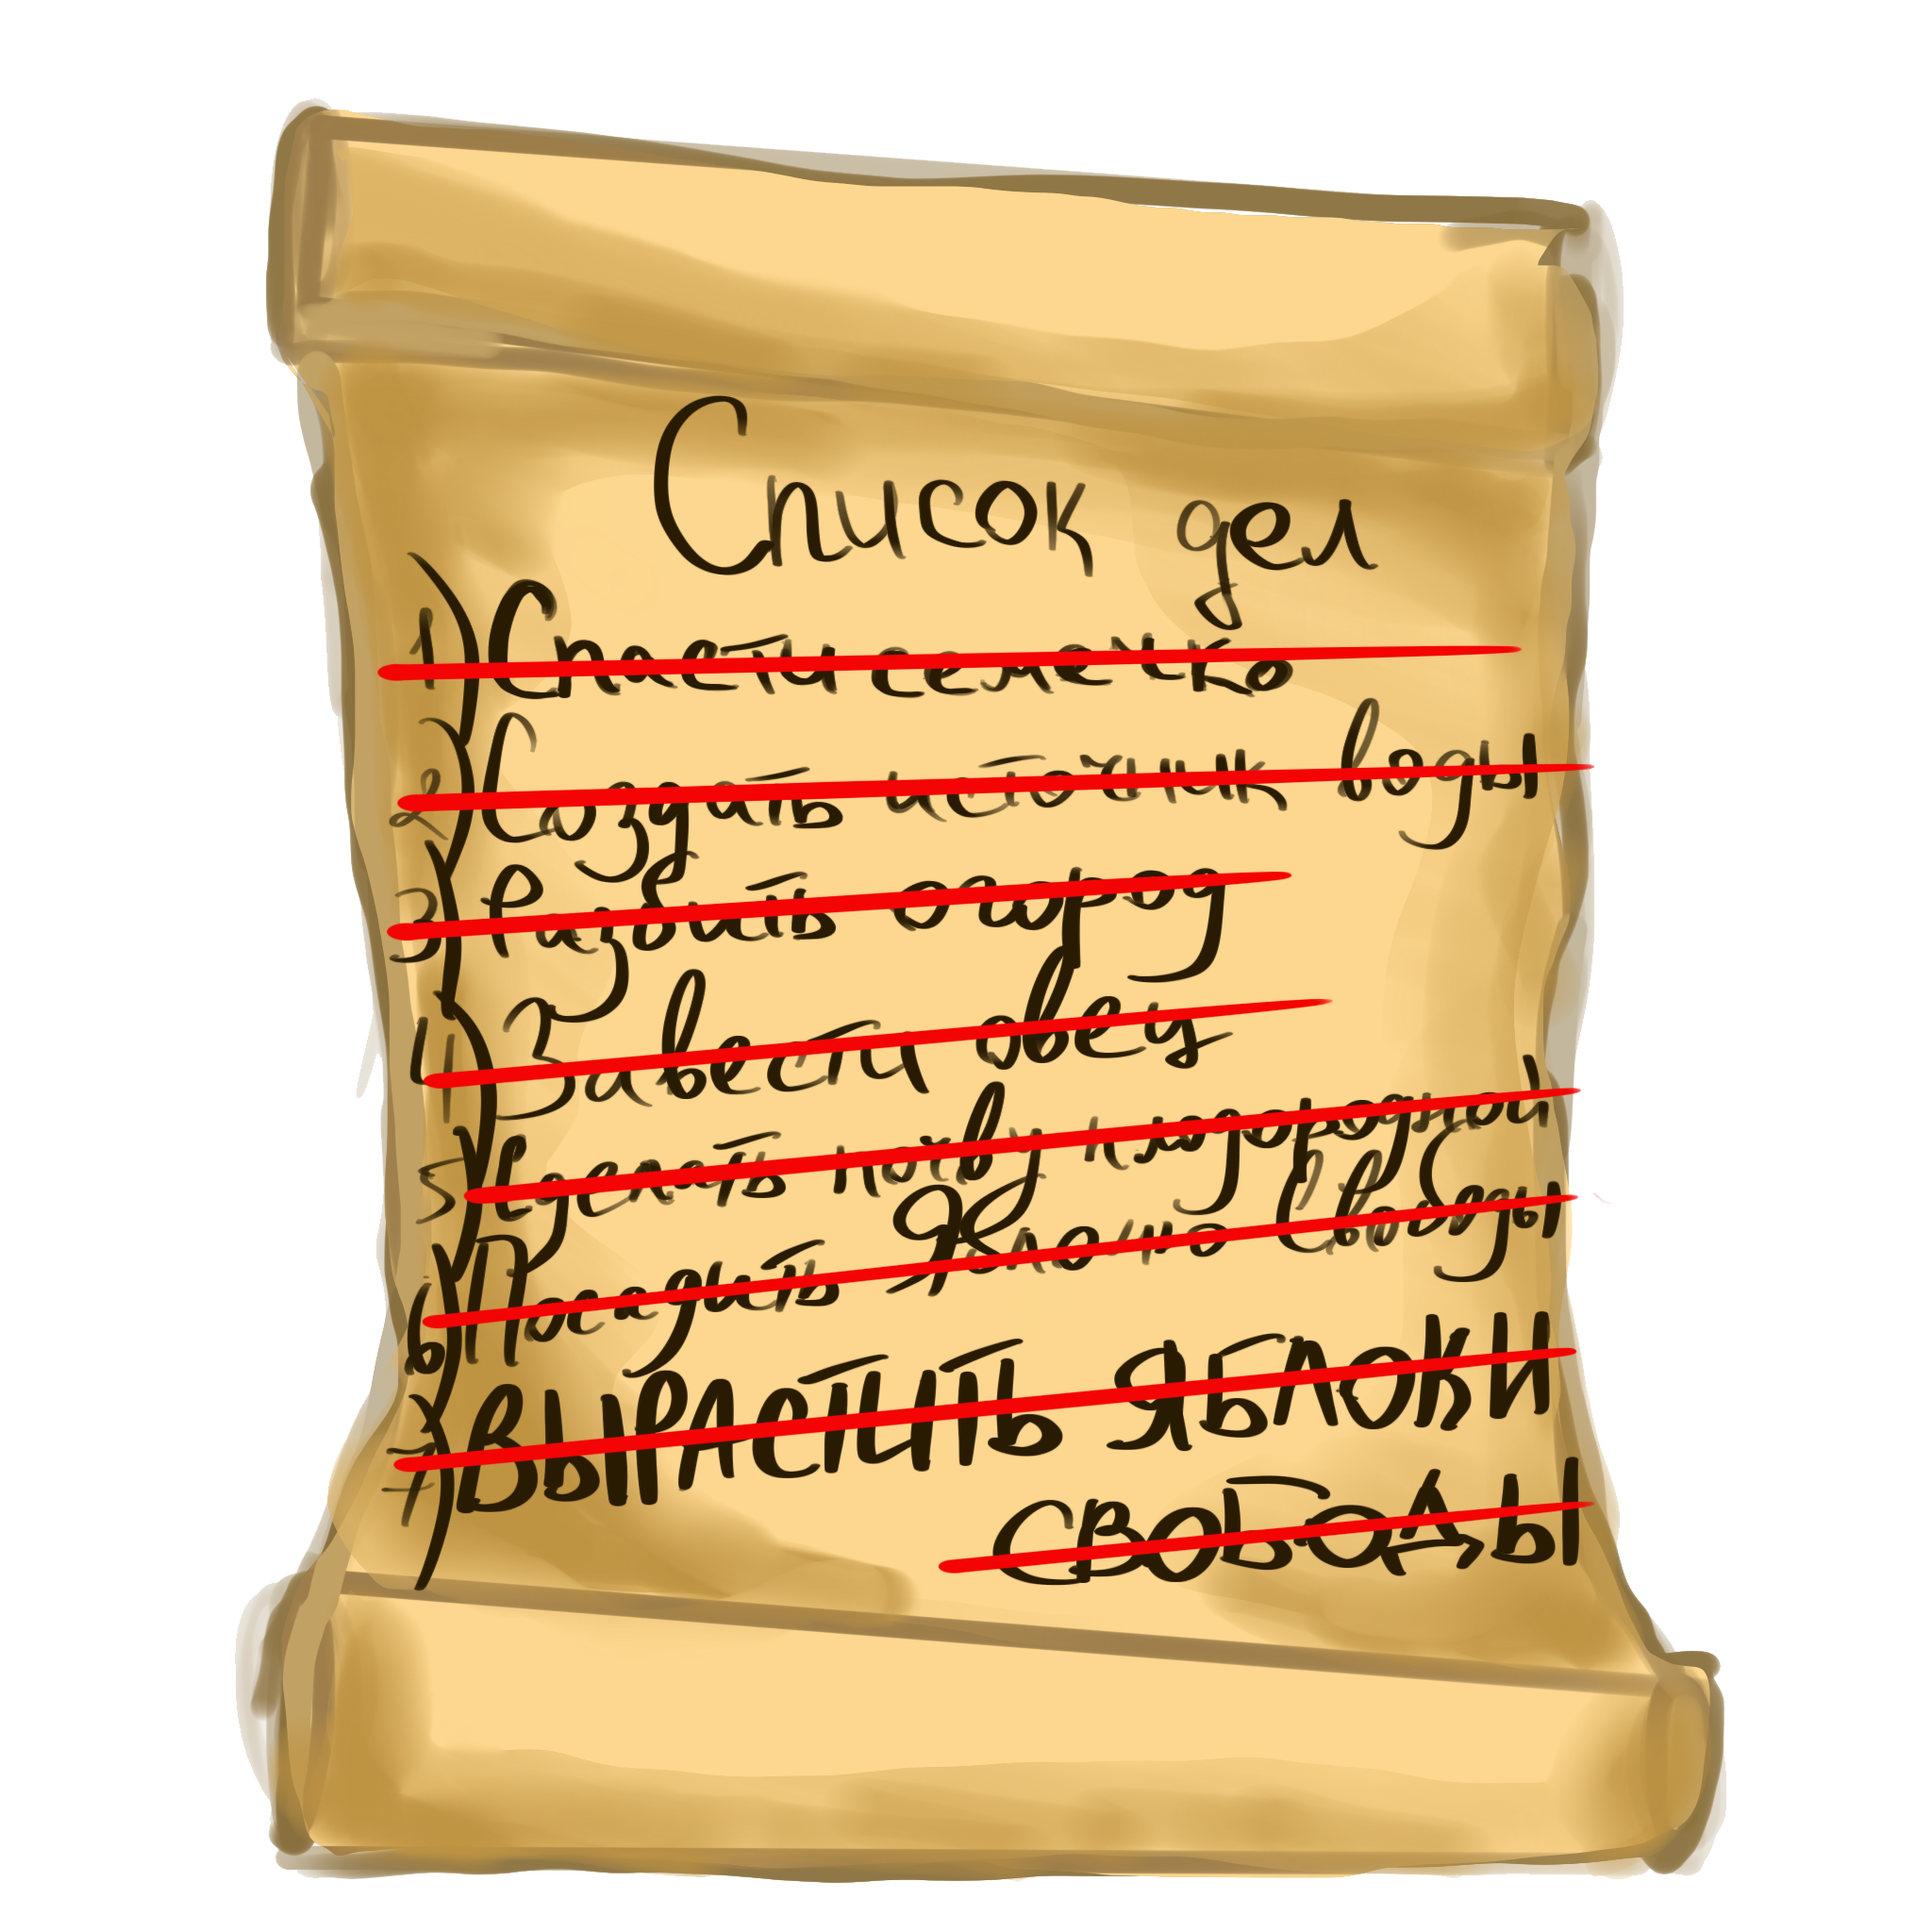 Список дел
1) Спасти семечко
2) Создать источник воды
3) Разбить огород
4) Завести овец
5) Сделать почву плодородной
6) Посадить Яблочко Свободы
7) ВЫРАСТИТЬ ЯБЛОКИ
СВОБОДЫ